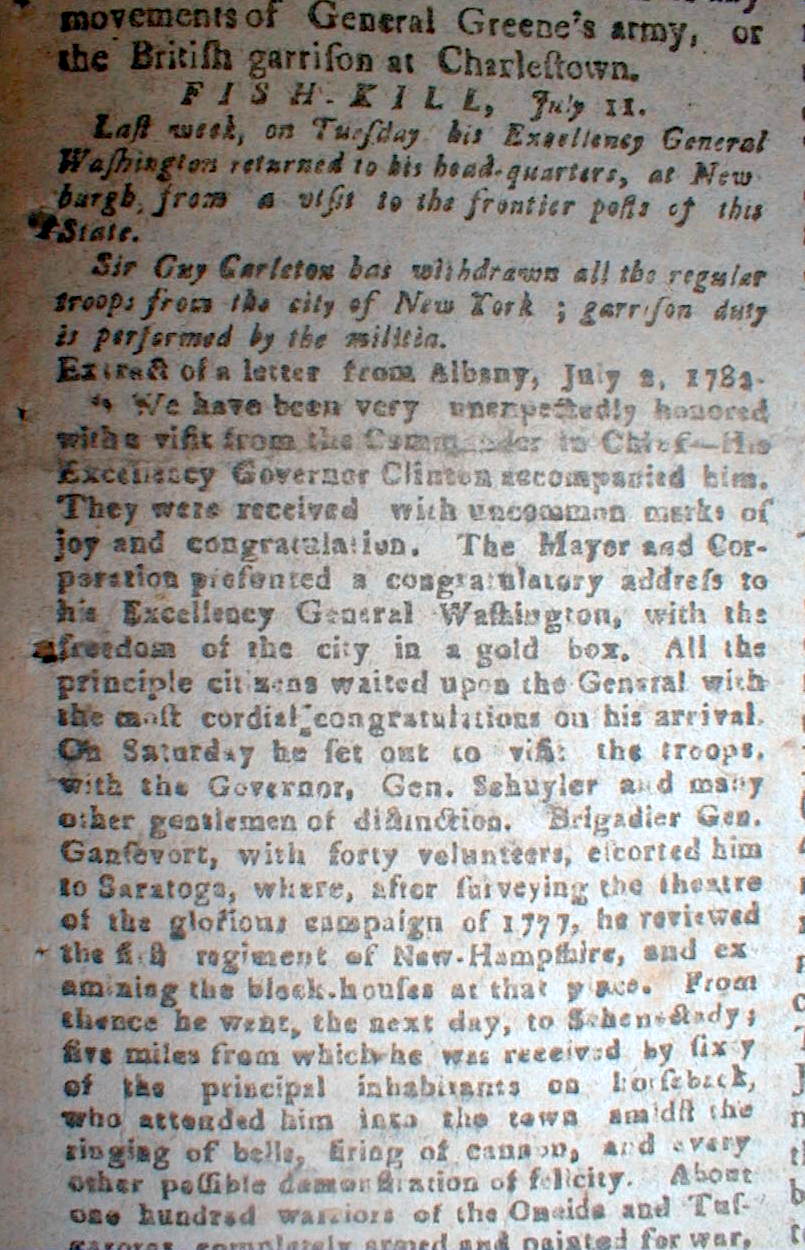 movements of General Greene's army, or
the Britiſh garriſon at Charleſtown.
FISH-KILL, July 11.
Laſt week, on Tueſday his Excellency General
Waſhington returned to his head-quarters, at New
burgh, from a viſit to the frontier poſts of this
State.
Sir Guy Carleton has withdrawn all the regular
troops from the city of New York ; garriſon duty
is performed by the militia.
Extract of a letter from Albany, July 2, 1782.
" We have been very unexpectedly honored
with a viſit from the Commander in Chief—His
Excellency Governor Clinton accompanied him.
They were received with uncommon marks of
joy and congratulation. The Mayor and Cor-
poration preſented a congratulatory addreſs to
his Excellency General Waſhington, with the
freedom of the city in a gold box. All the
principle citizens waited upon the General with
the moſt cordial congratulations on his arrival.
On Saturday he ſet out to viſit the troops,
with the Governor, Gen. Schuyler and many
other gentlemen of diſtinction. Brigadier Gen.
Ganſevort, with forty volunteers, eſcorted him
to Saratoga, where, after ſurveying the theatre
of the glorious campaign of 1777, he reviewed
the firſt regiment of New-Hampſhire, and ex
amining the block-houſes at that place. From
thence he went, the next day, to Schenectady;
five miles from which he was received by ſixty
of the principal inhabitants on horſeback,
who attended him into the town amidſt the
ringing of bells, firing of cannon, and every
other poſſible demonſtration of felicity. About
one hundred warriors of the Oneida and Tuſ-
caroras, completely armed and painted for war,